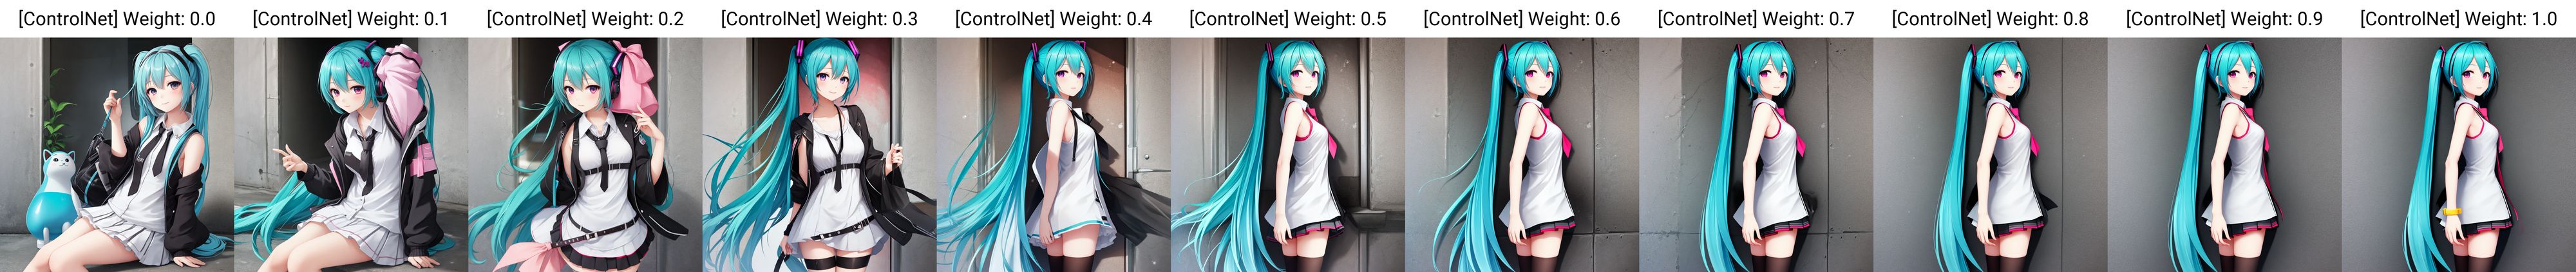 [ControlNet] Weight: 0.0
[ControlNet] Weight: 0.1
[ControlNet] Weight: 0.2
[ControlNet] Weight: 0.3
[ControlNet] Weight: 0.4
[ControlNet] Weight: 0.5
[ControlNet] Weight: 0.6
[ControlNet] Weight: 0.7
[ControlNet] Weight: 0.8
[ControlNet] Weight: 0.9
[ControlNet] Weight: 1.0